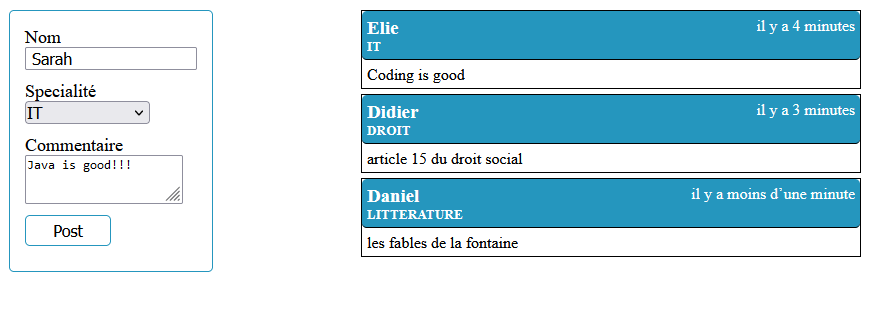 Nom
Sarah
Specialité
IT
Commentaire
Java is good!!!
Post
Elie
il y a 4 minutes
IT
Coding is good
Didier
il y a 3 minutes
DROIT
article 15 du droit social
Daniel
il y a moins d’une minute
LITTERATURE
les fables de la fontaine